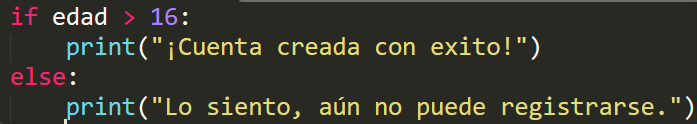 if edad > 16:
    print("¡Cuenta creada con exito!")
else:
    print("Lo siento, aún no puede registrarse.")